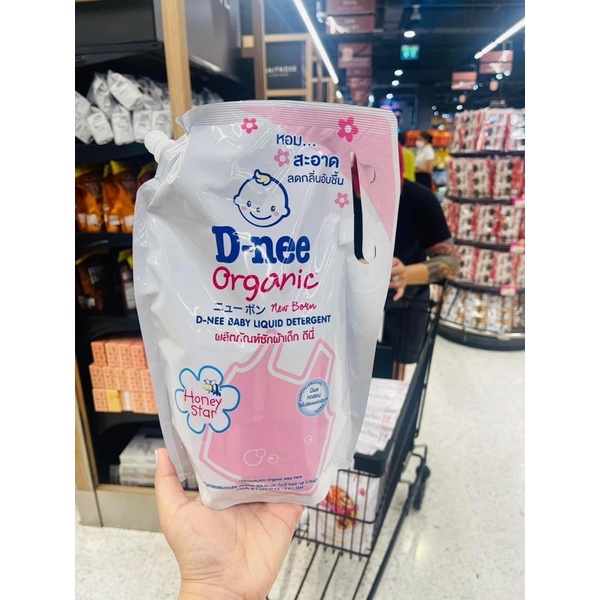 หอม...
สะอาด
ลดกลิ่นอับชื้น
D-nee
Organic
ニューボン New Born
D-NEE BABY LIQUID DETERGENT
ผลิตภัณฑ์ซักผ้าเด็ก ดีนี่
Honey
Star